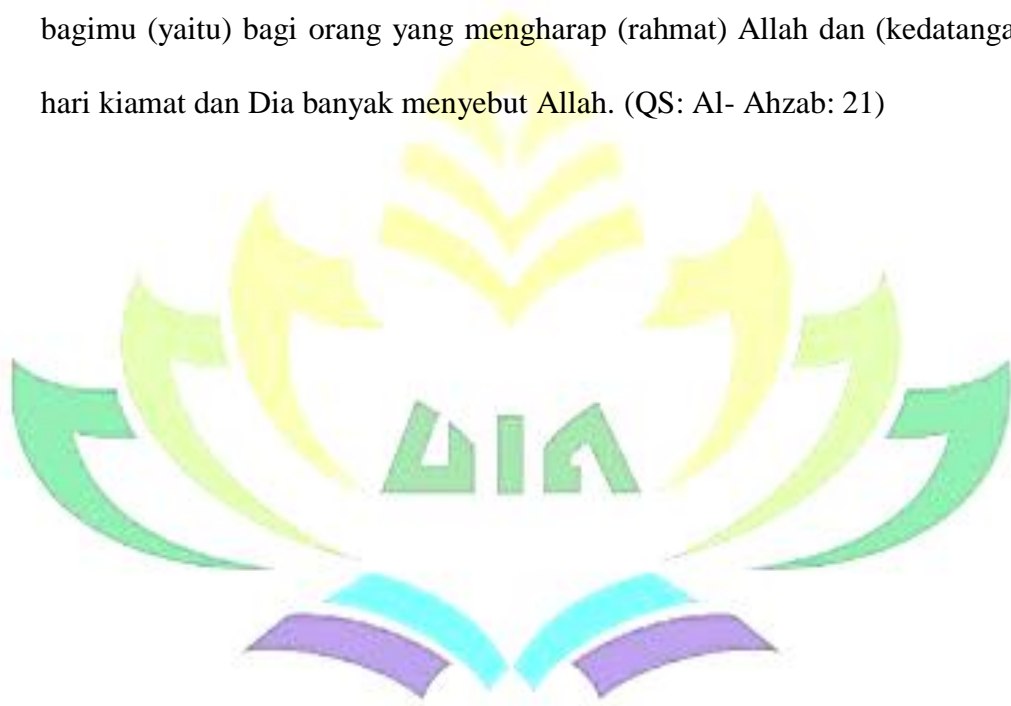 bagimu (yaitu) bagi orang yang mengharap (rahmat) Allah dan (kedatanga
hari kiamat dan Dia banyak menyebut Allah. (QS: Al- Ahzab: 21)
UIN